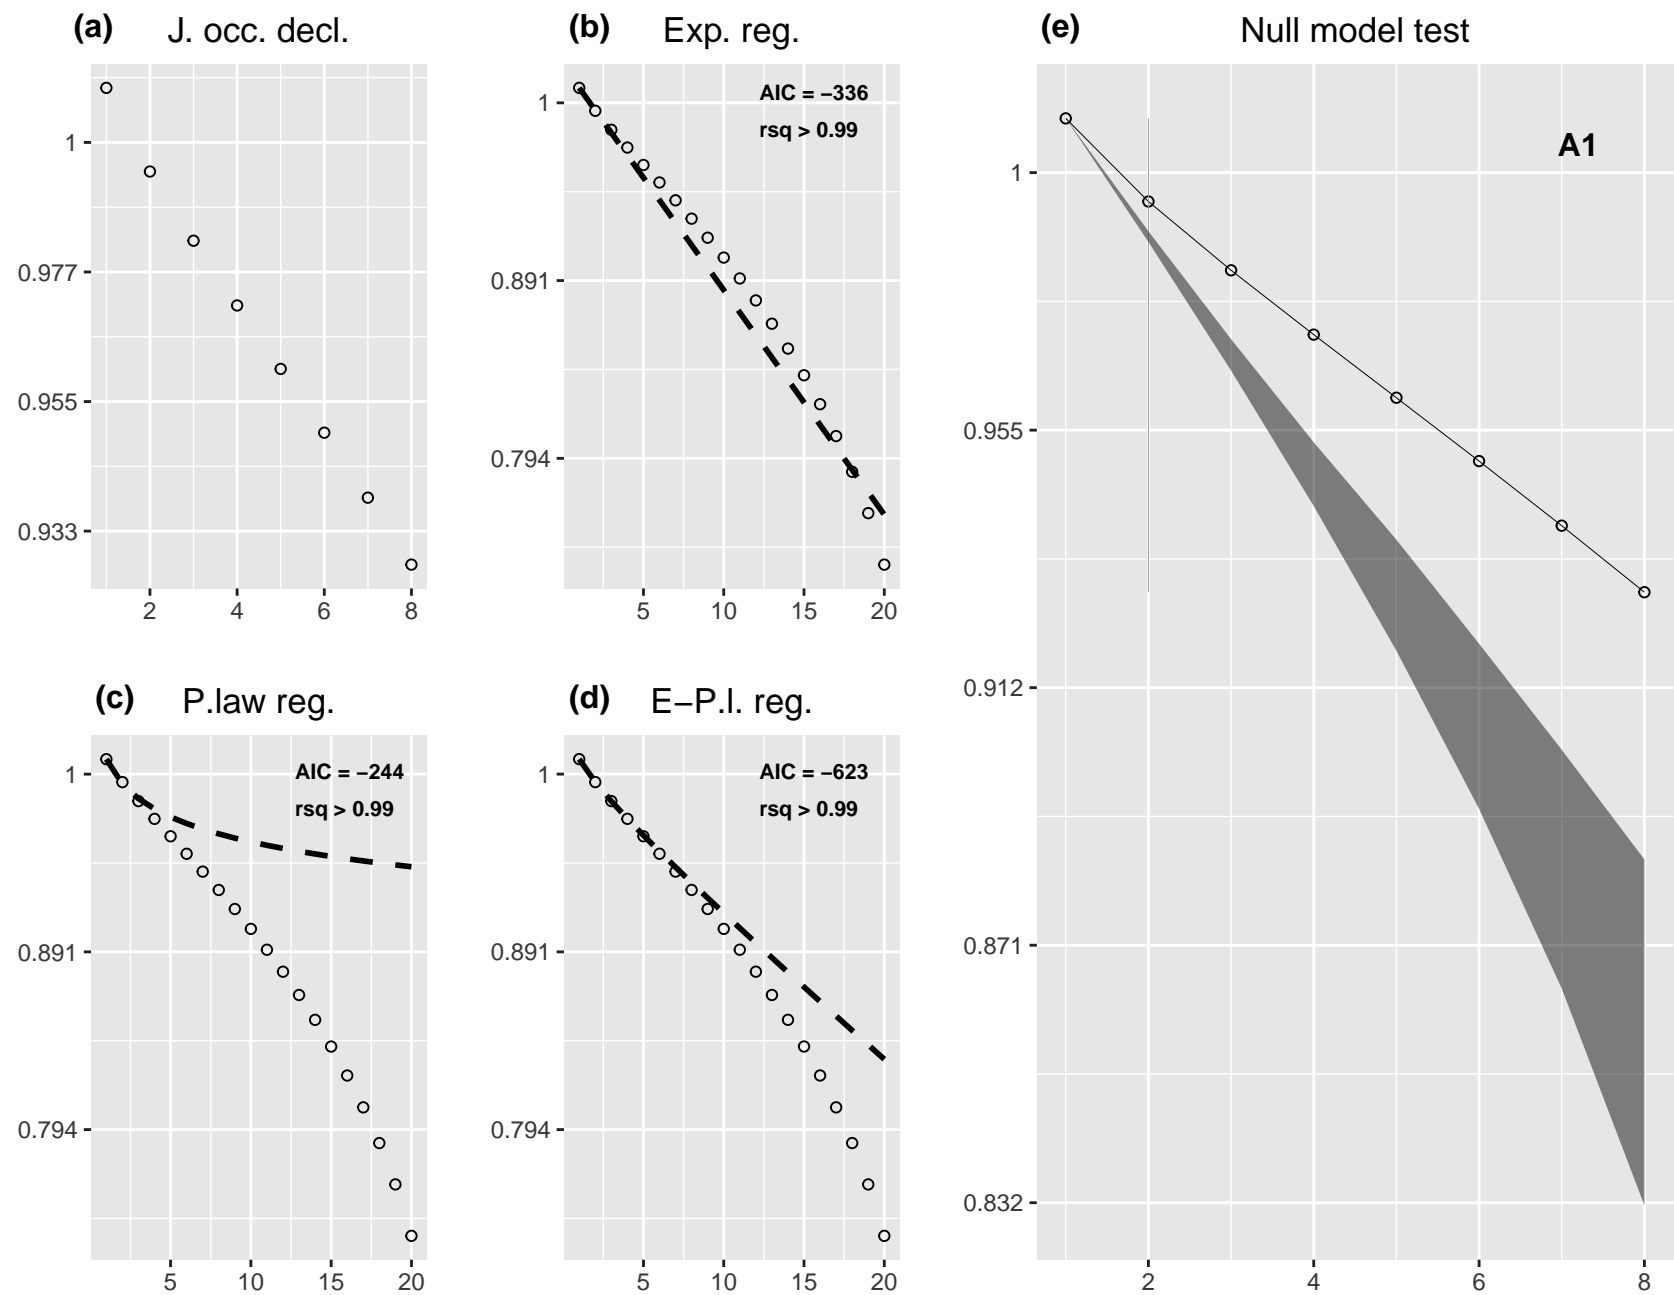 (a) J. occ. decl.
1
0.977
0.955
0.933
2 4 6 8
(b) Exp. reg.
AIC = −336
rsq > 0.99
1
0.891
0.794
5 10 15 20
(c) P.law reg.
AIC = −244
rsq > 0.99
1
0.891
0.794
5 10 15 20
(d) E−P.l. reg.
AIC = −623
rsq > 0.99
1
0.891
0.794
5 10 15 20
(e) Null model test
A1
1
0.955
0.912
0.871
0.832
2 4 6 8